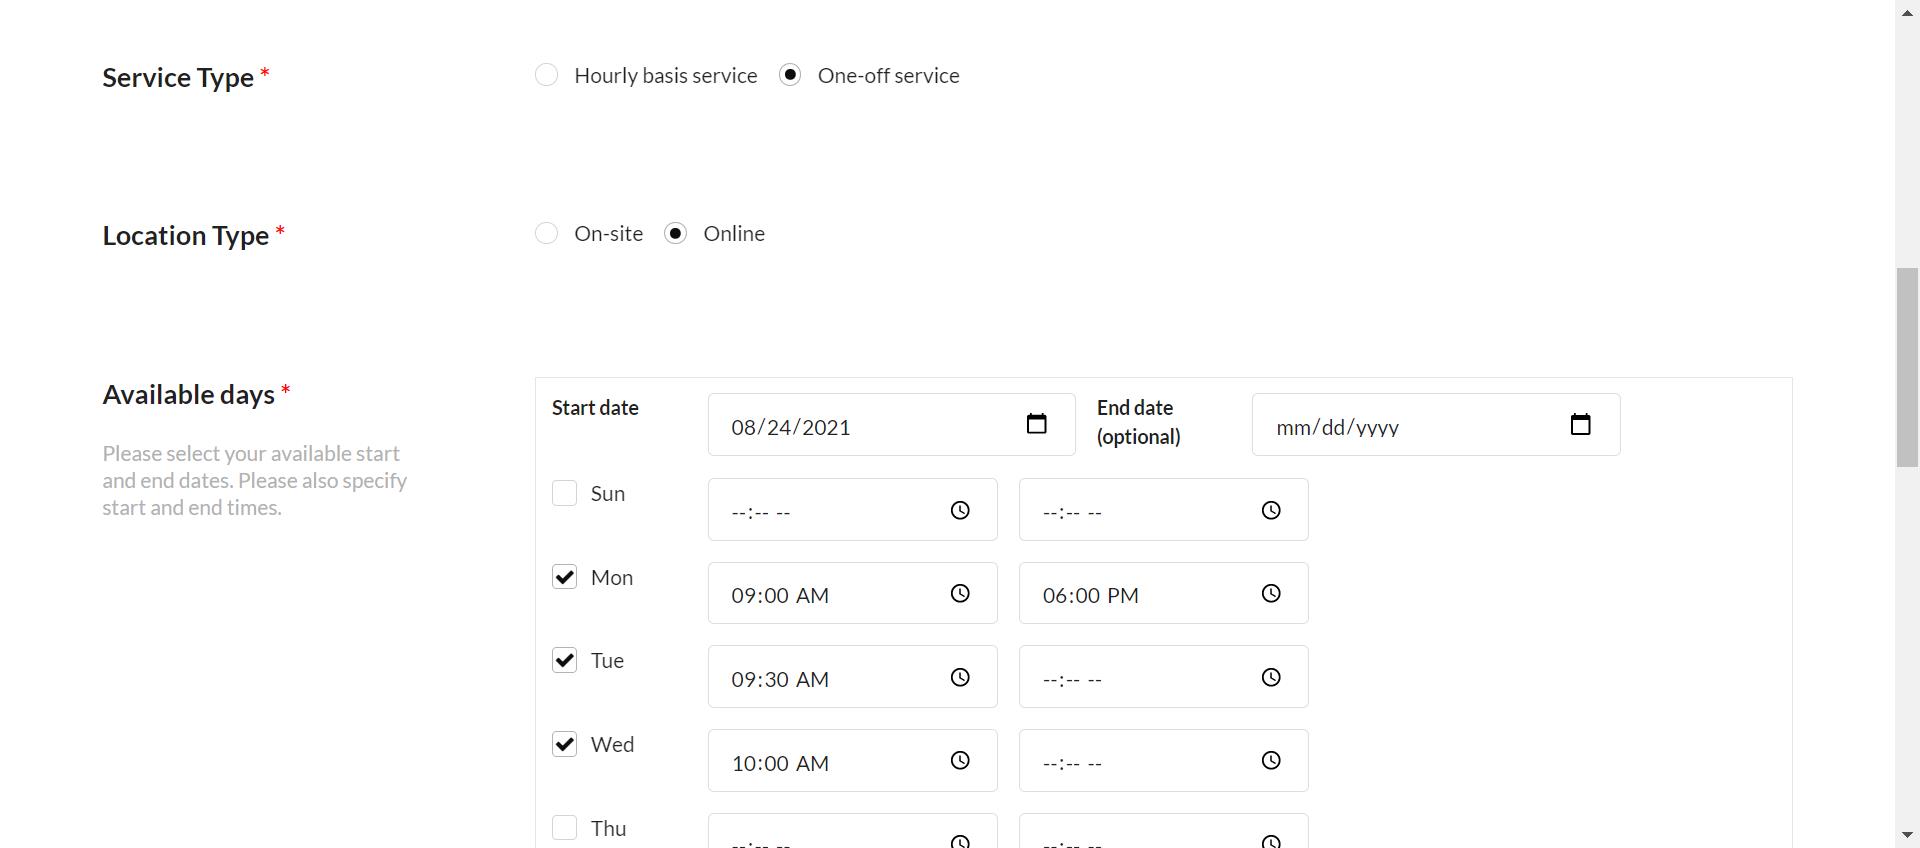 Service Type *
Hourly basis service One-off service
Location Type *
On-site Online
Available days *
Please select your available start
and end dates. Please also specify
start and end times.
Start date 08/24/2021 End date
(optional) mm/dd/yyyy
Sun --:-- -- --:-- --
Mon 09:00 AM 06:00 PM
Tue 09:30 AM --:-- --
Wed 10:00 AM --:-- --
Thu --:-- -- --:-- --